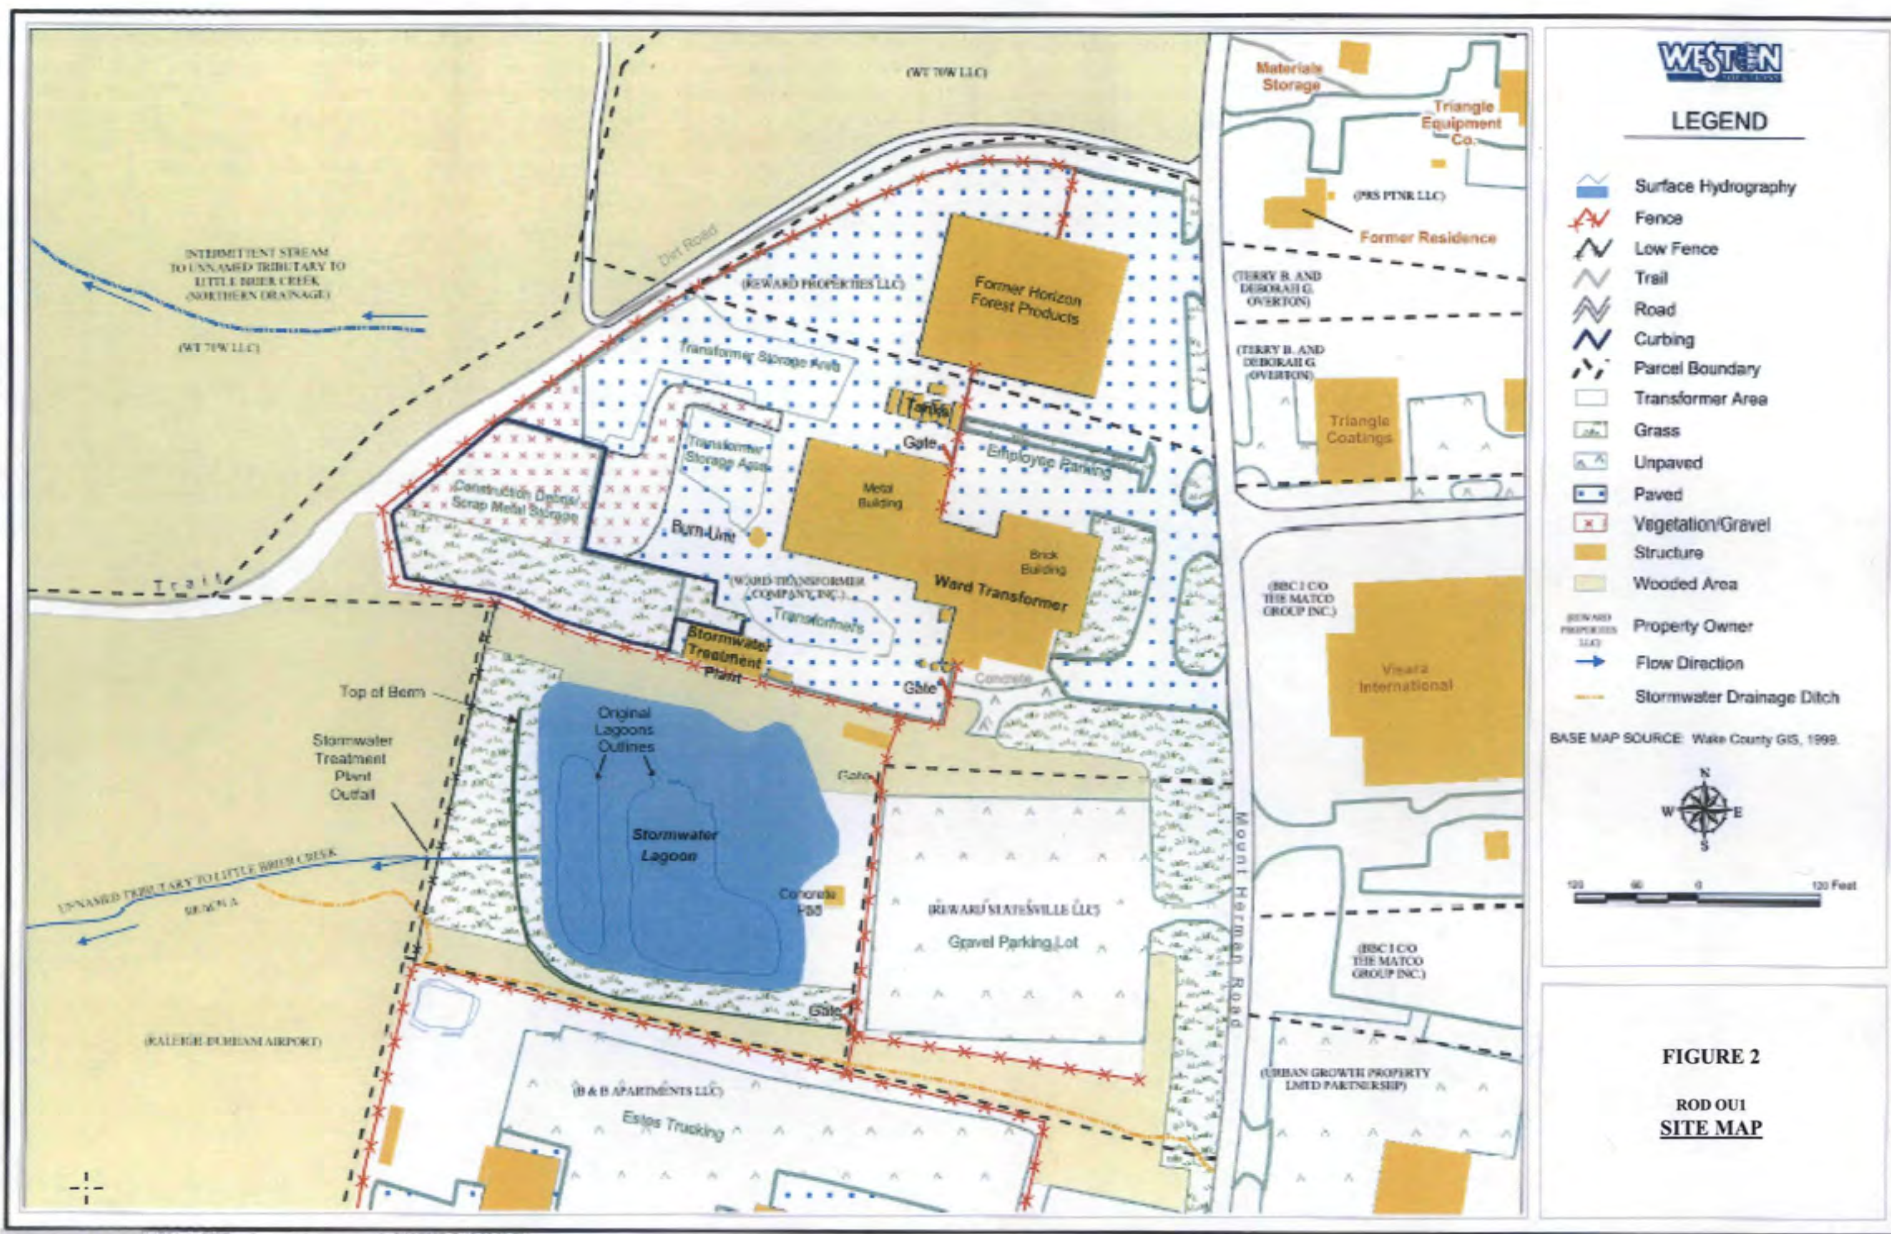 (WT 70W LLC)
Materials
Storage
Triangle
Equipment
Co.
(PRS PTNR LLC)
Former Residence
Dirt Road
INTERMITTENT STREAM
TO UNNAMED TRIBUTARY TO
LITTLE BRIER CREEK
(NORTHERN DRAINAGE)
(WT 70W LLC)
(REWARD PROPERTIES LLC)
Former Horizon
Forest Products
(TERRY B. AND
DEBORAH G.
OVERTON)
(TERRY B. AND
DEBORAH G.
OVERTON)
Transformer Storage Area
Tanks
Gate
Employee Parking
Triangle
Coatings
Transformer
Storage Area
Construction Debris/
Scrap Metal Storage
Metal
Building
Burn Unit
Brick
Building
Ward Transformer
(WARD TRANSFORMER
COMPANY, INC.)
Transformers
Trail
Stormwater
Treatment
Plant
Gate
Concrete
(BBC I C/O
THE MATCO
GROUP INC.)
Visara
International
Top of Berm
Original
Lagoons
Outlines
Stormwater
Treatment
Plant
Outfall
Gate
Stormwater
Lagoon
Mount Herman Road
UNNAMED TRIBUTARY TO LITTLE BRIER CREEK
REACH A
Concrete
Pad
(REWARD STATESVILLE LLC)
Gravel Parking Lot
(BBC I C/O
THE MATCO
GROUP INC.)
Gate
(RALEIGH-DURHAM AIRPORT)
(B & B APARTMENTS LLC)
Estes Trucking
(URBAN GROWTH PROPERTY
LMTD PARTNERSHIP)
WESTON
SOLUTIONS
LEGEND
Surface Hydrography
Fence
Low Fence
Trail
Road
Curbing
Parcel Boundary
Transformer Area
Grass
Unpaved
Paved
Vegetation/Gravel
Structure
Wooded Area
(REWARD
PROPERTIES
LLC)
Property Owner
Flow Direction
Stormwater Drainage Ditch
BASE MAP SOURCE: Wake County GIS, 1999.
N
W E
S
120 60 0 120 Feet
FIGURE 2
ROD OU1
SITE MAP